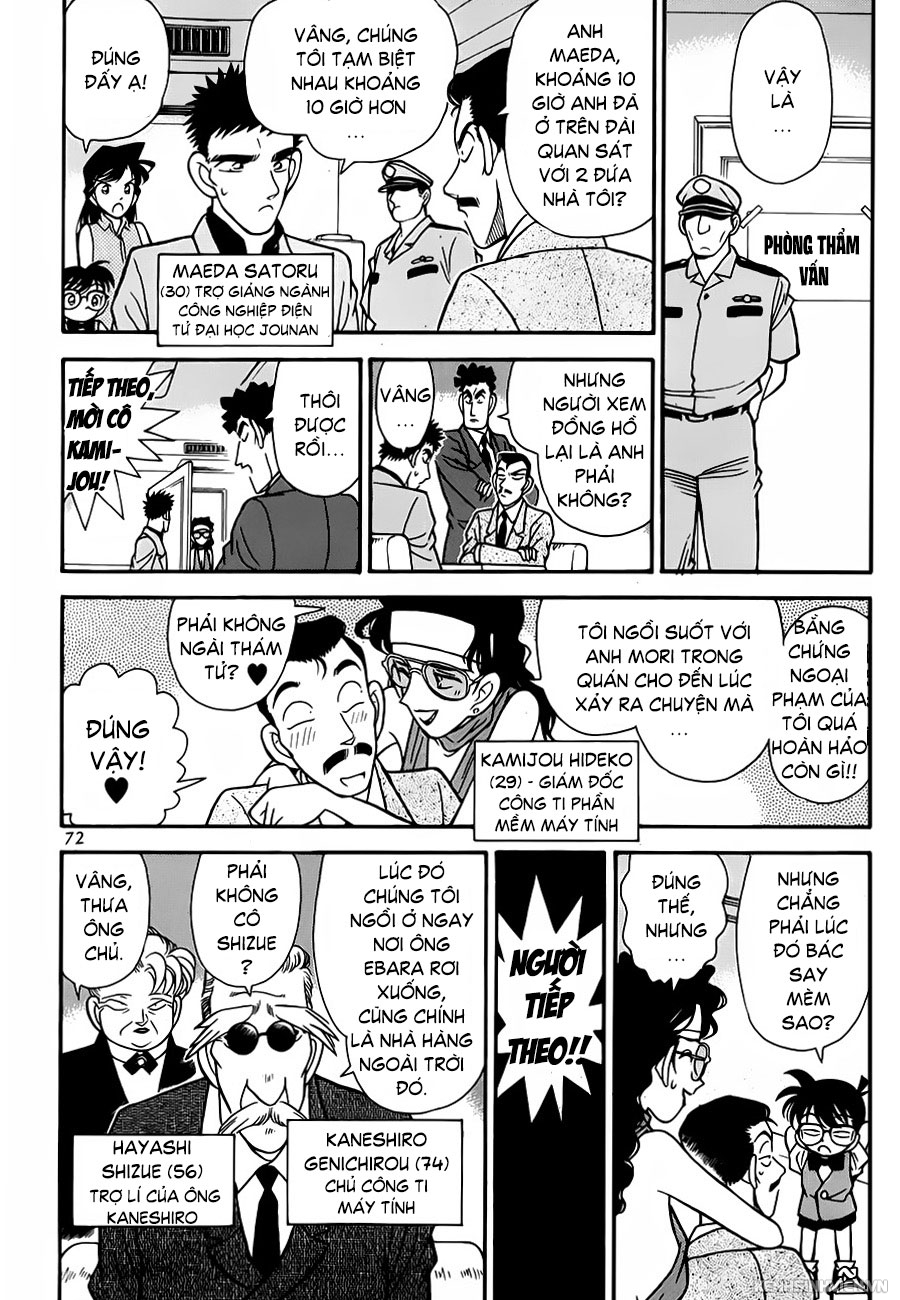 VẬY
LÀ
...
PHÒNG THẨM
VẤN
ANH
MAEDA,
KHOẢNG 10
GIỜ ANH ĐÃ
Ở TRÊN ĐÀI
QUAN SÁT
VỚI 2 ĐỨA
NHÀ TÔI?
VÂNG, CHÚNG
TÔI TẠM BIỆT
NHAU KHOẢNG
10 GIỜ HƠN
...
ĐÚNG
ĐẤY Ạ!
MAEDA SATORU
(30) TRỢ GIẢNG NGÀNH
CÔNG NGHIỆP ĐIỆN
TỬ ĐẠI HỌC JOUNAN
NHƯNG
NGƯỜI XEM
ĐỒNG HỒ
LẠI LÀ ANH
PHẢI
KHÔNG?
VÂNG
...
THÔI
ĐƯỢC
RỒI...
TIẾP THEO,
MỜI CÔ
KAMI-
JOU!
BẰNG
CHỨNG
NGOẠI
PHẠM CỦA
TÔI QUÁ
HOÀN HẢO
CÒN GÌ!!
TÔI NGỒI SUỐT VỚI
ANH MORI TRONG
QUÁN CHO ĐẾN LÚC
XẢY RA CHUYỆN MÀ
...
PHẢI KHÔNG
NGÀI THÁM
TỬ? ♥
ĐÚNG
VẬY!
♥
KAMIJOU HIDEKO
(29) - GIÁM ĐỐC
CÔNG TI PHẦN
MỀM MÁY TÍNH
72
NHƯNG
CHẲNG
PHẢI LÚC
ĐÓ BÁC
SAY
MÈM
SAO?
ĐÚNG
THẾ,
NHƯNG
...
NGƯỜI
TIẾP
THEO!!
LÚC ĐÓ
CHÚNG TÔI
NGỒI Ở NGAY
NƠI ÔNG
EBARA RƠI
XUỐNG,
CŨNG CHÍNH
LÀ NHÀ HÀNG
NGOÀI TRỜI
ĐÓ.
PHẢI
KHÔNG
CÔ
SHIZUE
?
VÂNG,
THƯA
ÔNG
CHỦ.
KANESHIRO
GENICHIROU (74)
CHỦ CÔNG TI
MÁY TÍNH
HAYASHI
SHIZUE (56)
TRỢ LÍ CỦA ÔNG
KANESHIRO